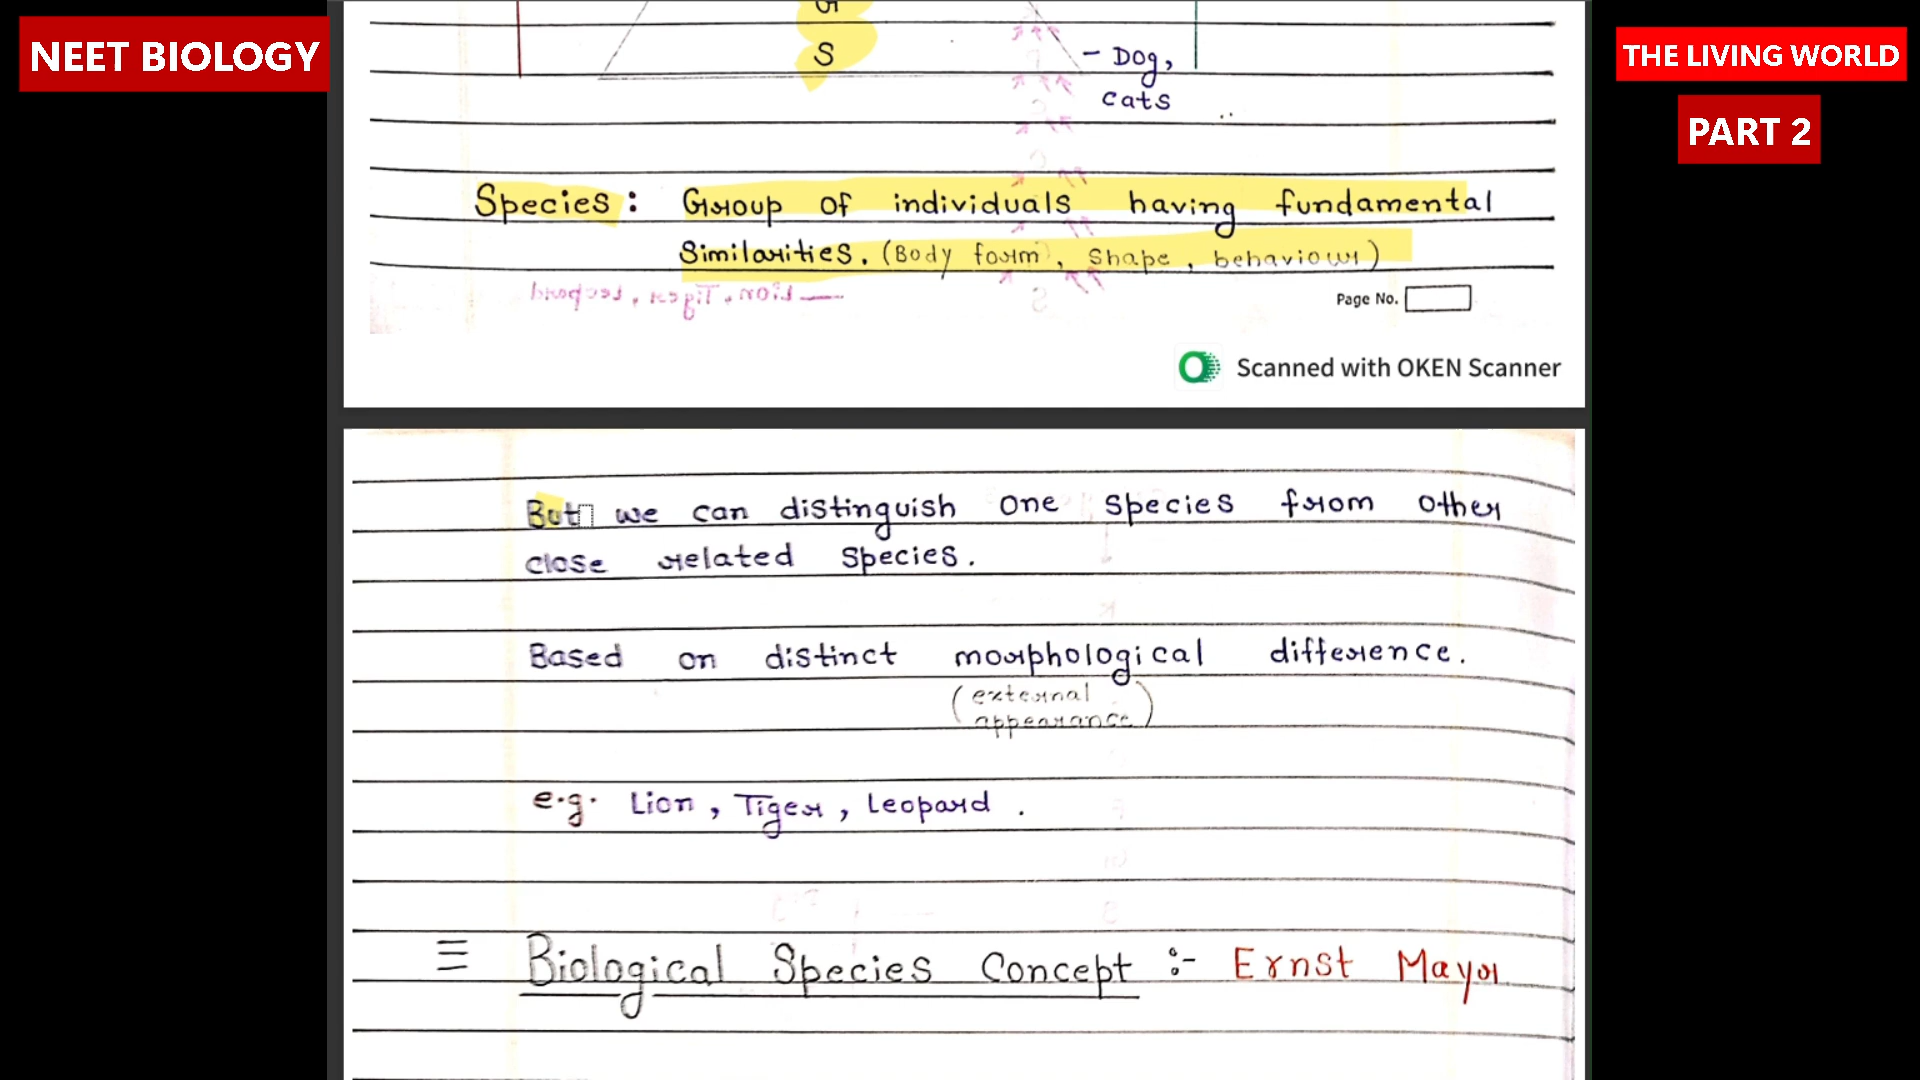 NEET BIOLOGY
THE LIVING WORLD
PART 2
G
S
- Dog,
cats
Species : Group of individuals having fundamental
Similarities. (Body form, Shape, behaviour)
Page No.
Scanned with OKEN Scanner
But we can distinguish one species from other
close related species.
Based on distinct morphological difference.
(external
appearance)
e.g. Lion, Tiger, Leopard.
Biological Species Concept :- Ernst Mayr